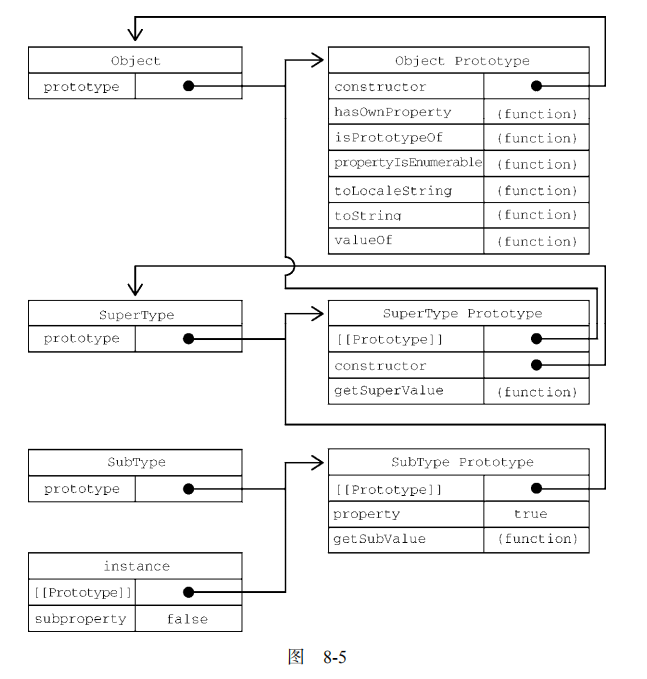 Object
prototype
Object Prototype
constructor
hasOwnProperty (function)
isPrototypeOf (function)
propertyIsEnumerable (function)
toLocaleString (function)
toString (function)
valueOf (function)
SuperType
prototype
SuperType Prototype
[[Prototype]]
constructor
getSuperValue (function)
SubType
prototype
SubType Prototype
[[Prototype]]
property true
getSubValue (function)
instance
[[Prototype]]
subproperty false
图 8-5